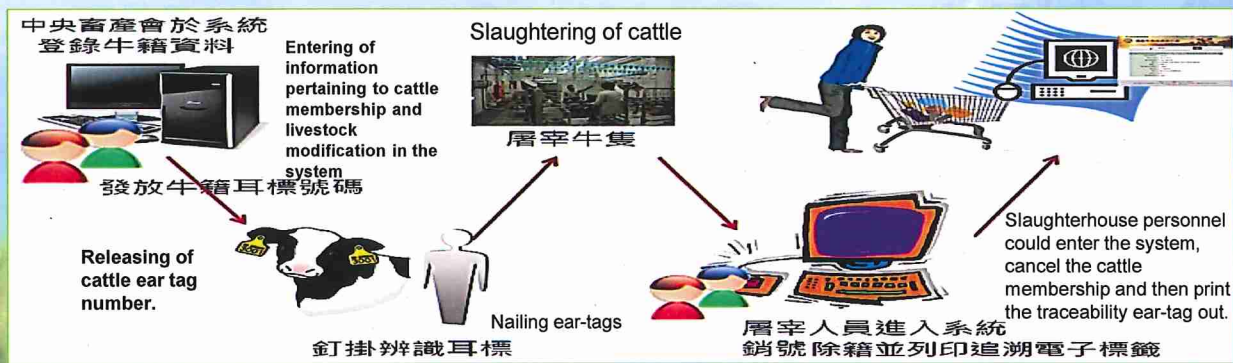 中央畜產會於系統
登錄牛籍資料
Entering of
information
pertaining to cattle
membership and
livestock
modification in the
system
發放牛籍耳標號碼
Releasing of
cattle ear tag
number.
3001
3001
Nailing ear-tags
釘掛辨識耳標
Slaughtering of cattle
屠宰牛隻
屠宰人員進入系統
銷號除籍並列印追溯電子標籤
Slaughterhouse personnel
could enter the system,
cancel the cattle
membership and then print
the traceability ear-tag out.